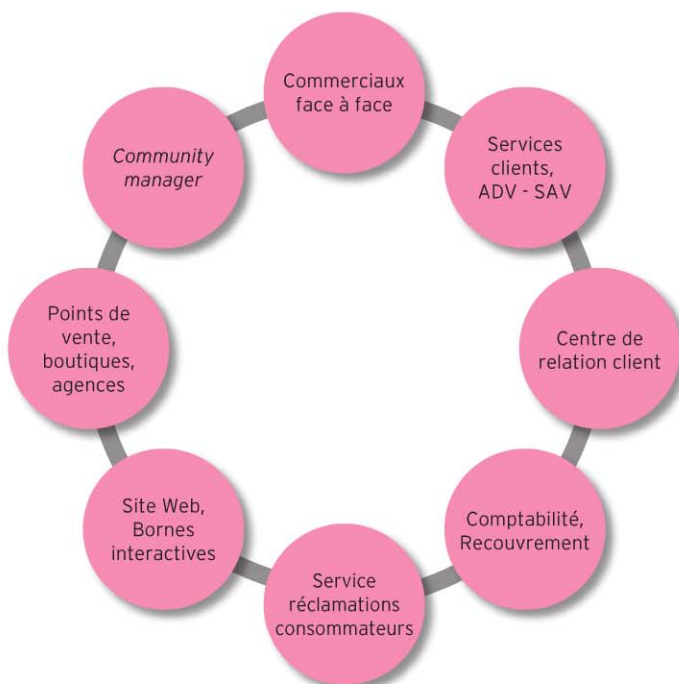 Commerciaux
face à face
Services
clients,
ADV - SAV
Centre de
relation client
Comptabilité,
Recouvrement
Service
réclamations
consommateurs
Site Web,
Bornes
interactives
Points de
vente,
boutiques,
agences
Community
manager